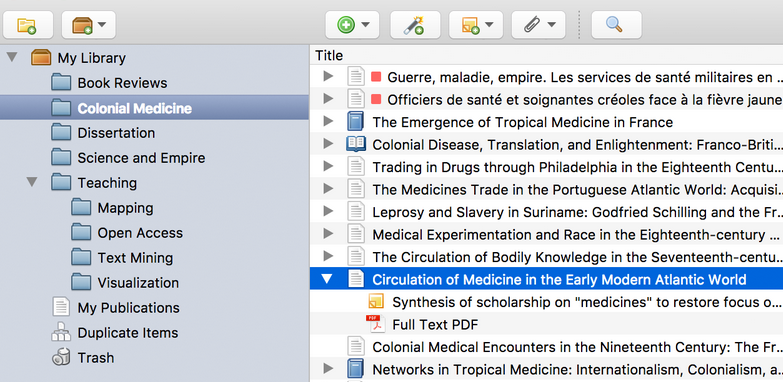 My Library
Book Reviews
Colonial Medicine
Dissertation
Science and Empire
Teaching
Mapping
Open Access
Text Mining
Visualization
My Publications
Duplicate Items
Trash
Title
Guerre, maladie, empire. Les services de santé militaires en ...
Officiers de santé et soignantes créoles face à la fièvre jaune
The Emergence of Tropical Medicine in France
Colonial Disease, Translation, and Enlightenment: Franco-Briti...
Trading in Drugs through Philadelphia in the Eighteenth Centu...
The Medicines Trade in the Portuguese Atlantic World: Acquisi...
Leprosy and Slavery in Suriname: Godfried Schilling and the Fr...
Medical Experimentation and Race in the Eighteenth-century ...
The Circulation of Bodily Knowledge in the Seventeenth-centu...
Circulation of Medicine in the Early Modern Atlantic World
Synthesis of scholarship on "medicines" to restore focus o...
PDF
Full Text PDF
Colonial Medical Encounters in the Nineteenth Century: The Fr...
Networks in Tropical Medicine: Internationalism, Colonialism, a...